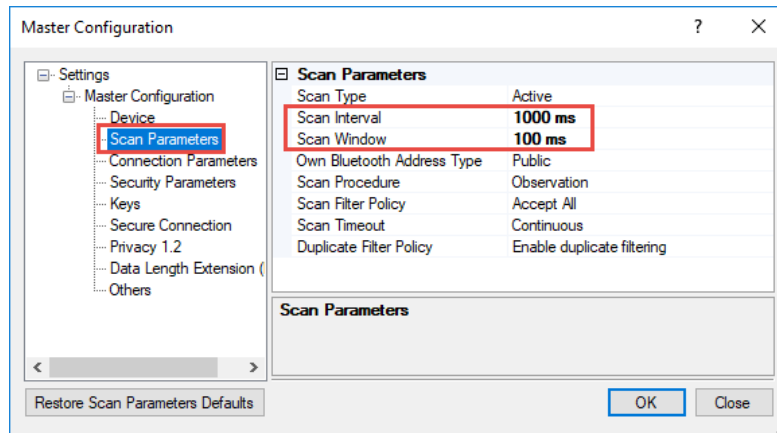 Master Configuration
Settings
Master Configuration
Device
Scan Parameters
Connection Parameters
Security Parameters
Keys
Secure Connection
Privacy 1.2
Data Length Extension (
Others
Scan Parameters
Scan Type Active
Scan Interval 1000 ms
Scan Window 100 ms
Own Bluetooth Address Type Public
Scan Procedure Observation
Scan Filter Policy Accept All
Scan Timeout Continuous
Duplicate Filter Policy Enable duplicate filtering
Scan Parameters
Restore Scan Parameters Defaults
OK
Close